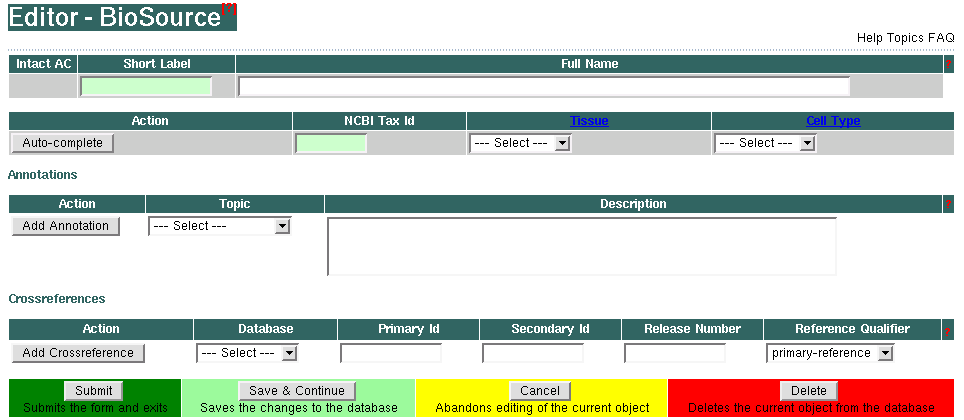 Editor - BioSource[?]
Help Topics FAQ
Intact AC Short Label Full Name ?
Action NCBI Tax Id Tissue Cell Type
Auto-complete --- Select --- --- Select ---
Annotations
Action Topic Description ?
Add Annotation --- Select ---
Crossreferences
Action Database Primary Id Secondary Id Release Number Reference Qualifier ?
Add Crossreference --- Select --- primary-reference
Submit Save & Continue Cancel Delete
Submits the form and exits Saves the changes to the database Abandons editing of the current object Deletes the current object from the database